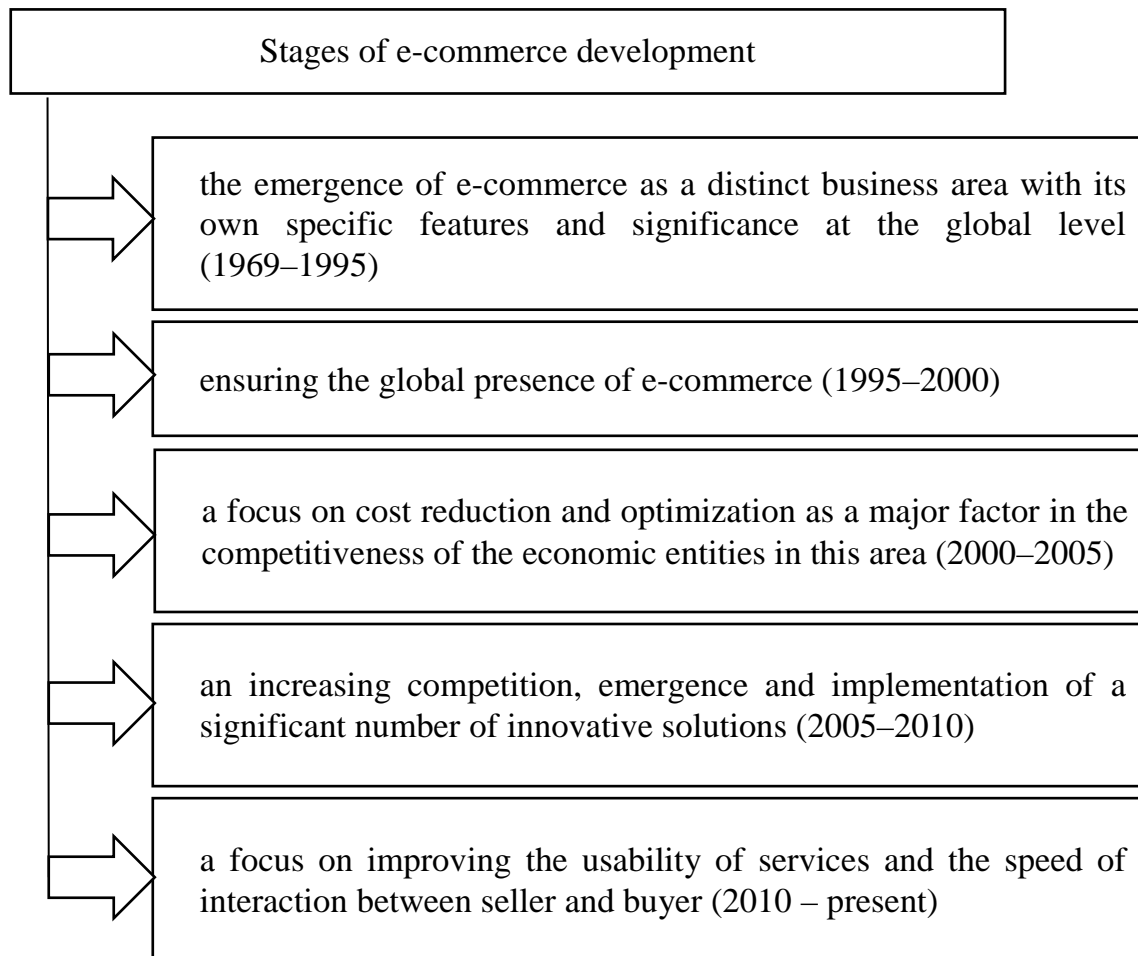 Stages of e-commerce development
the emergence of e-commerce as a distinct business area with its
own specific features and significance at the global level
(1969–1995)
ensuring the global presence of e-commerce (1995–2000)
a focus on cost reduction and optimization as a major factor in the
competitiveness of the economic entities in this area (2000–2005)
an increasing competition, emergence and implementation of a
significant number of innovative solutions (2005–2010)
a focus on improving the usability of services and the speed of
interaction between seller and buyer (2010 – present)